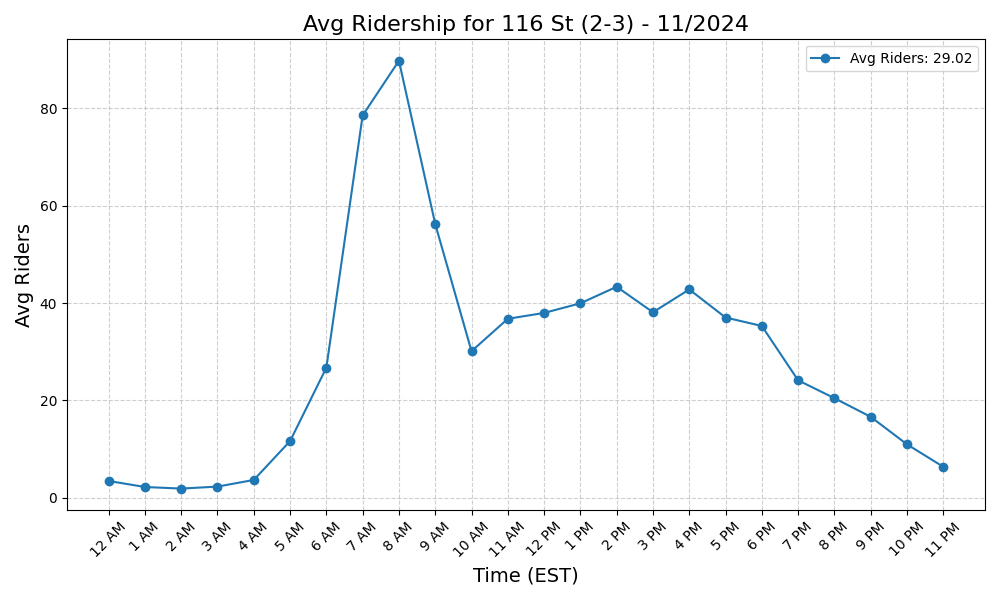 Avg Ridership for 116 St (2-3) - 11/2024
Avg Riders: 29.02
Avg Riders
80
60
40
20
0
12 AM
1 AM
2 AM
3 AM
4 AM
5 AM
6 AM
7 AM
8 AM
9 AM
10 AM
11 AM
12 PM
1 PM
2 PM
3 PM
4 PM
5 PM
6 PM
7 PM
8 PM
9 PM
10 PM
11 PM
Time (EST)